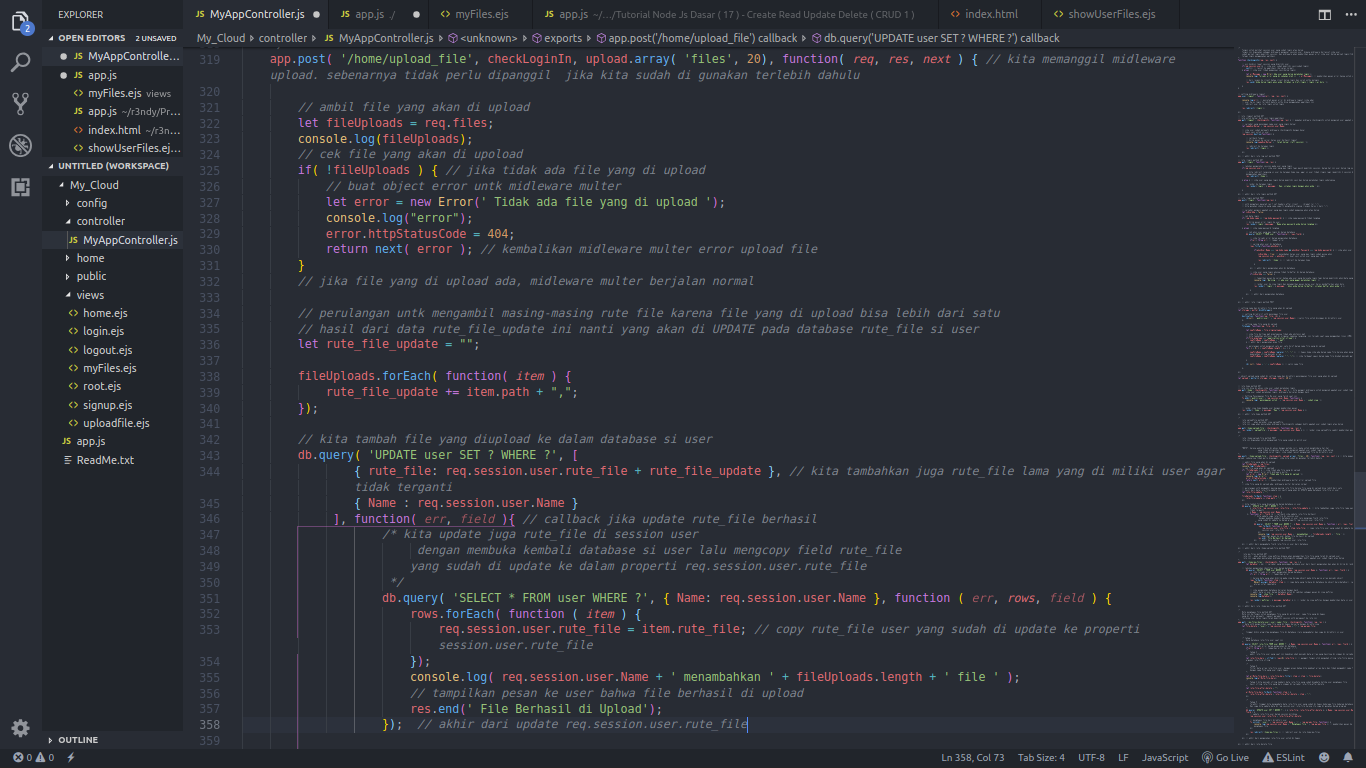 EXPLORER
MyAppController.js
app.js /
myFiles.ejs
app.js ~/.../Tutorial Node Js Dasar ( 17 ) - Create Read Update Delete ( CRUD 1 )
index.html
showUserFiles.ejs
OPEN EDITORS 2 UNSAVED
MyAppControlle...
app.js
myFiles.ejs views
app.js ~/r3ndy/Pr...
index.html ~/r3n...
showUserFiles.ej...
UNTITLED (WORKSPACE)
My_Cloud
config
controller
MyAppController.js
home
public
views
home.ejs
login.ejs
logout.ejs
myFiles.ejs
root.ejs
signup.ejs
uploadfile.ejs
app.js
ReadMe.txt
OUTLINE
2
My_Cloud controller MyAppController.js <unknown> exports app.post('/home/upload_file') callback db.query('UPDATE user SET ? WHERE ?') callback
319 app.post( '/home/upload_file', checkLoginIn, upload.array( 'files', 20), function( req, res, next ) { // kita memanggil midleware
upload. sebenarnya tidak perlu dipanggil  jika kita sudah di gunakan terlebih dahulu
320
321 // ambil file yang akan di upload
322 let fileUploads = req.files;
323 console.log(fileUploads);
324 // cek file yang akan di upoload
325 if( !fileUploads ) { // jika tidak ada file yang di upload
326 // buat object error untk midleware multer
327 let error = new Error(' Tidak ada file yang di upload ');
328 console.log("error");
329 error.httpStatusCode = 404;
330 return next( error ); // kembalikan midleware multer error upload file
331 }
332 // jika file yang di upload ada, midleware multer berjalan normal
333
334 // perulangan untk mengambil masing-masing rute file karena file yang di upload bisa lebih dari satu
335 // hasil dari data rute_file_update ini nanti yang akan di UPDATE pada database rute_file si user
336 let rute_file_update = "";
337
338 fileUploads.forEach( function( item ) {
339 rute_file_update += item.path + ",";
340 });
341
342 // kita tambah file yang diupload ke dalam database si user
343 db.query( 'UPDATE user SET ? WHERE ?', [
344 { rute_file: req.session.user.rute_file + rute_file_update }, // kita tambahkan juga rute_file lama yang di miliki user agar
tidak terganti
345 { Name : req.session.user.Name }
346 ], function( err, field ){ // callback jika update rute_file berhasil
347 /* kita update juga rute_file di session user
348 dengan membuka kembali database si user lalu mengcopy field rute_file
349 yang sudah di update ke dalam properti req.session.user.rute_file
350 */
351 db.query( 'SELECT * FROM user WHERE ?', { Name: req.session.user.Name }, function ( err, rows, field ) {
352 rows.forEach( function ( item ) {
353 req.session.user.rute_file = item.rute_file; // copy rute_file user yang sudah di update ke properti
session.user.rute_file
354 });
355 console.log( req.session.user.Name + ' menambahkan ' + fileUploads.length + ' file ' );
356 // tampilkan pesan ke user bahwa file berhasil di upload
357 res.end(' File Berhasil di Upload');
358 });  // akhir dari update req.session.user.rute_file
359
0 0
Ln 358, Col 73 Tab Size: 4 UTF-8 LF JavaScript Go Live ESLint